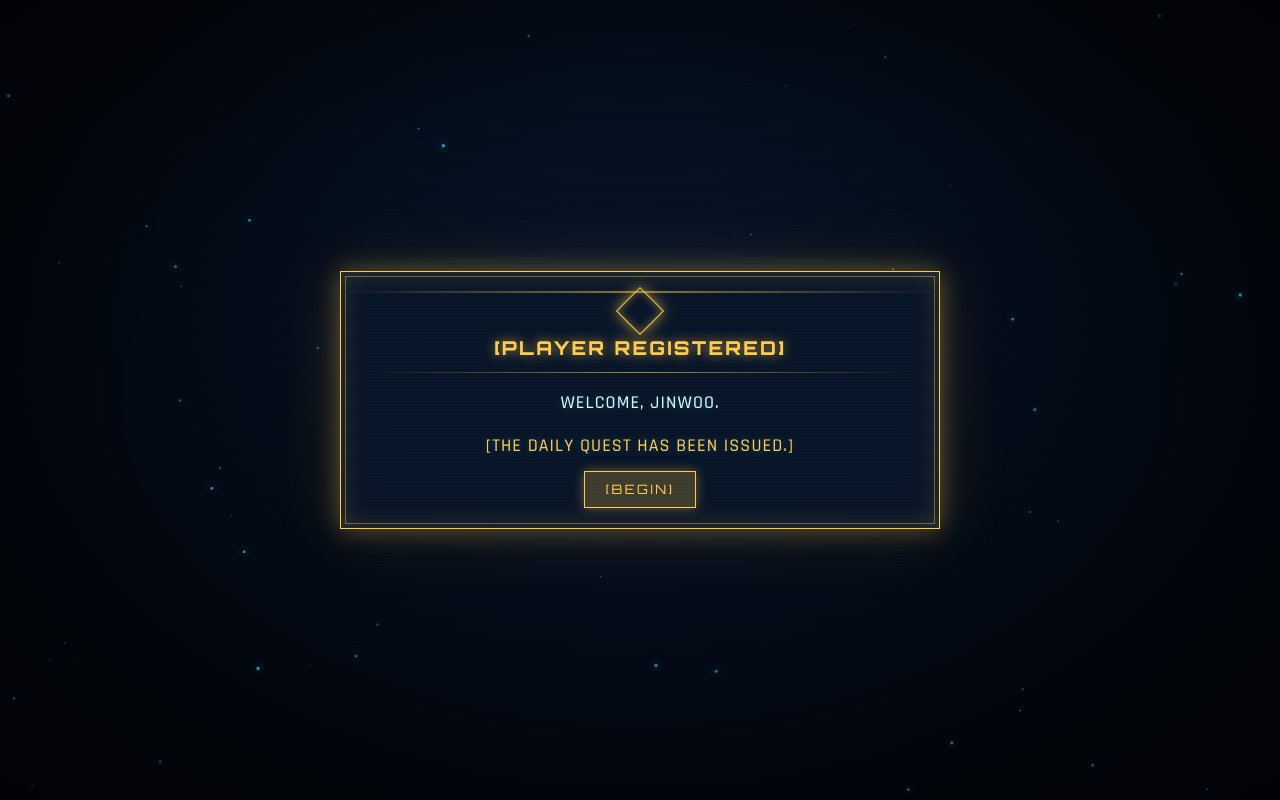 [PLAYER REGISTERED]
WELCOME, JINWOO.
[THE DAILY QUEST HAS BEEN ISSUED.]
[BEGIN]